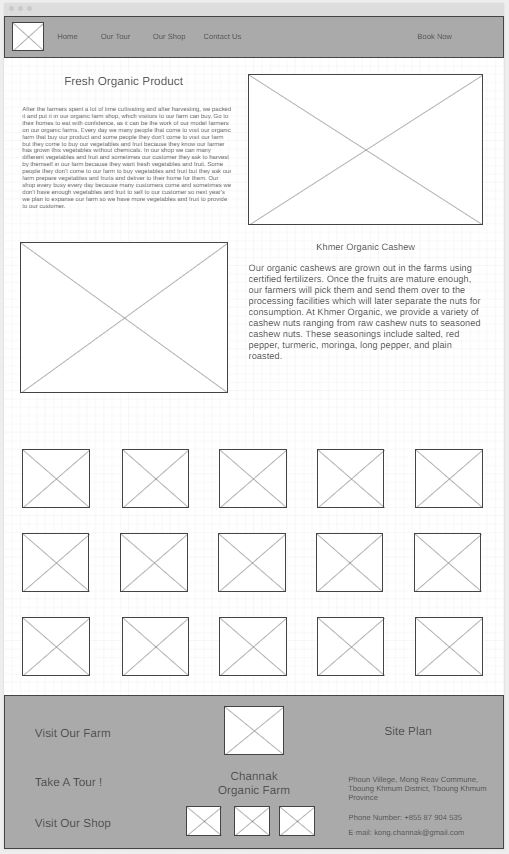 Home Our Tour Our Shop Contact Us Book Now
Fresh Organic Product
After the farmers spent a lot of time cultivating and after harvesting, we packed
it and put it in our organic farm shop, which visitors to our farm can buy. Go to
their homes to eat with confidence, as it can be the work of our model farmers
on our organic farms. Every day we many people that come to visit our organic
farm that buy our product and some people they don't come to visit our farm
but they come to buy our vegetables and fruit because they know our farmer
has grown this vegetables without chemicals. In our shop we can many
different vegetables and fruit and sometimes our customer they ask to harvest
by themself in our farm because they want fresh vegetables and fruit. Some
people they don't come to our farm to buy vegetables and fruit but they ask our
farm prepare vegetables and fruits and deliver to their home for them. Our
shop every busy every day because many customers come and sometimes we
don't have enough vegetables and fruit to sell to our customer so next year's
we plan to expanse our farm so we have more vegetables and fruit to provide
to our customer.
Khmer Organic Cashew
Our organic cashews are grown out in the farms using
certified fertilizers. Once the fruits are mature enough,
our farmers will pick them and send them over to the
processing facilities which will later separate the nuts for
consumption. At Khmer Organic, we provide a variety of
cashew nuts ranging from raw cashew nuts to seasoned
cashew nuts. These seasonings include salted, red
pepper, turmeric, moringa, long pepper, and plain
roasted.
Visit Our Farm
Take A Tour !
Visit Our Shop
Channak
Organic Farm
Site Plan
Phoun Villege, Mong Reav Commune,
Tboung Khmum District, Tboung Khmum
Province
Phone Number: +855 87 904 535
E-mail: kong.channak@gmail.com